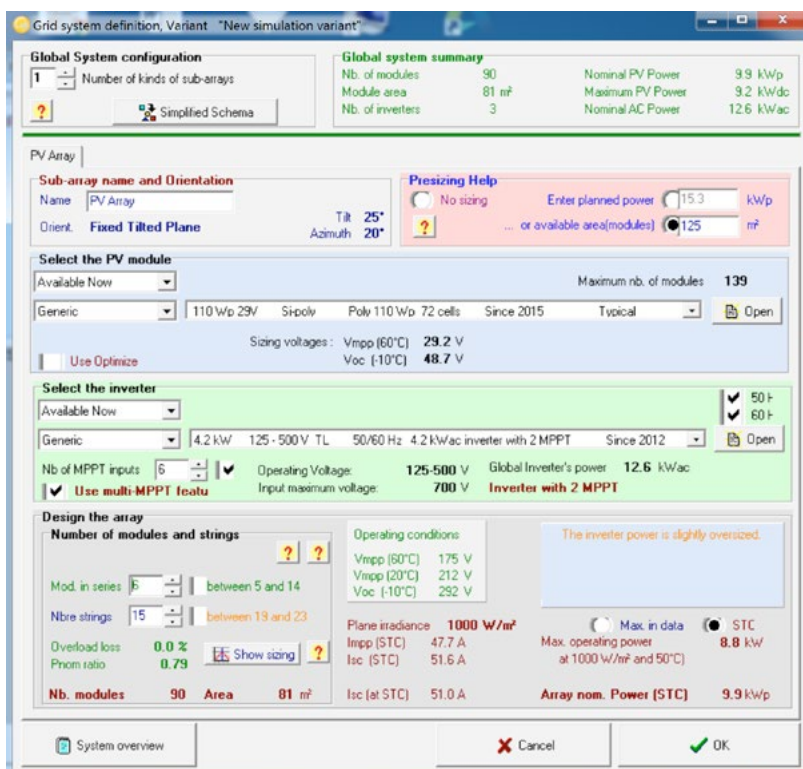 Grid system definition, Variant "New simulation variant"
Global System configuration
1 Number of kinds of sub-arrays
? Simplified Schema
Global system summary
Nb. of modules 90 Nominal PV Power 9.9 kWp
Module area 81 m² Maximum PV Power 9.2 kWdc
Nb. of inverters 3 Nominal AC Power 12.6 kWac
PV Array
Sub-array name and Orientation
Name PV Array
Orient. Fixed Tilted Plane Tilt 25°
Azimuth 20°
Presizing Help
No sizing Enter planned power 15.3 kWp
? ... or available area(modules) 125 m²
Select the PV module
Available Now Maximum nb. of modules 139
Generic 110 Wp 29V Si-poly Poly 110 Wp 72 cells Since 2015 Typical Open
Sizing voltages : Vmpp (60°C) 29.2 V
Use Optimize Voc (-10°C) 48.7 V
Select the inverter
Available Now 50 H
60 H
Generic 4.2 kW 125 - 500 V TL 50/60 Hz 4.2 kWac inverter with 2 MPPT Since 2012 Open
Nb of MPPT inputs 6 Operating Voltage: 125-500 V Global Inverter's power 12.6 kWac
Use multi-MPPT featu Input maximum voltage: 700 V Inverter with 2 MPPT
Design the array
Number of modules and strings
? ?
Mod. in series 6 between 5 and 14
Nbre strings 15 between 19 and 23
Overload loss 0.0 %
Pnom ratio 0.79 Show sizing ?
Nb. modules 90 Area 81 m²
Operating conditions
Vmpp (60°C) 175 V
Vmpp (20°C) 212 V
Voc (-10°C) 292 V
Plane irradiance 1000 W/m²
Impp (STC) 47.7 A
Isc (STC) 51.6 A
Isc (at STC) 51.0 A
The inverter power is slightly oversized.
Max. in data STC
Max. operating power 8.8 kW
at 1000 W/m² and 50°C)
Array nom. Power (STC) 9.9 kWp
System overview Cancel OK